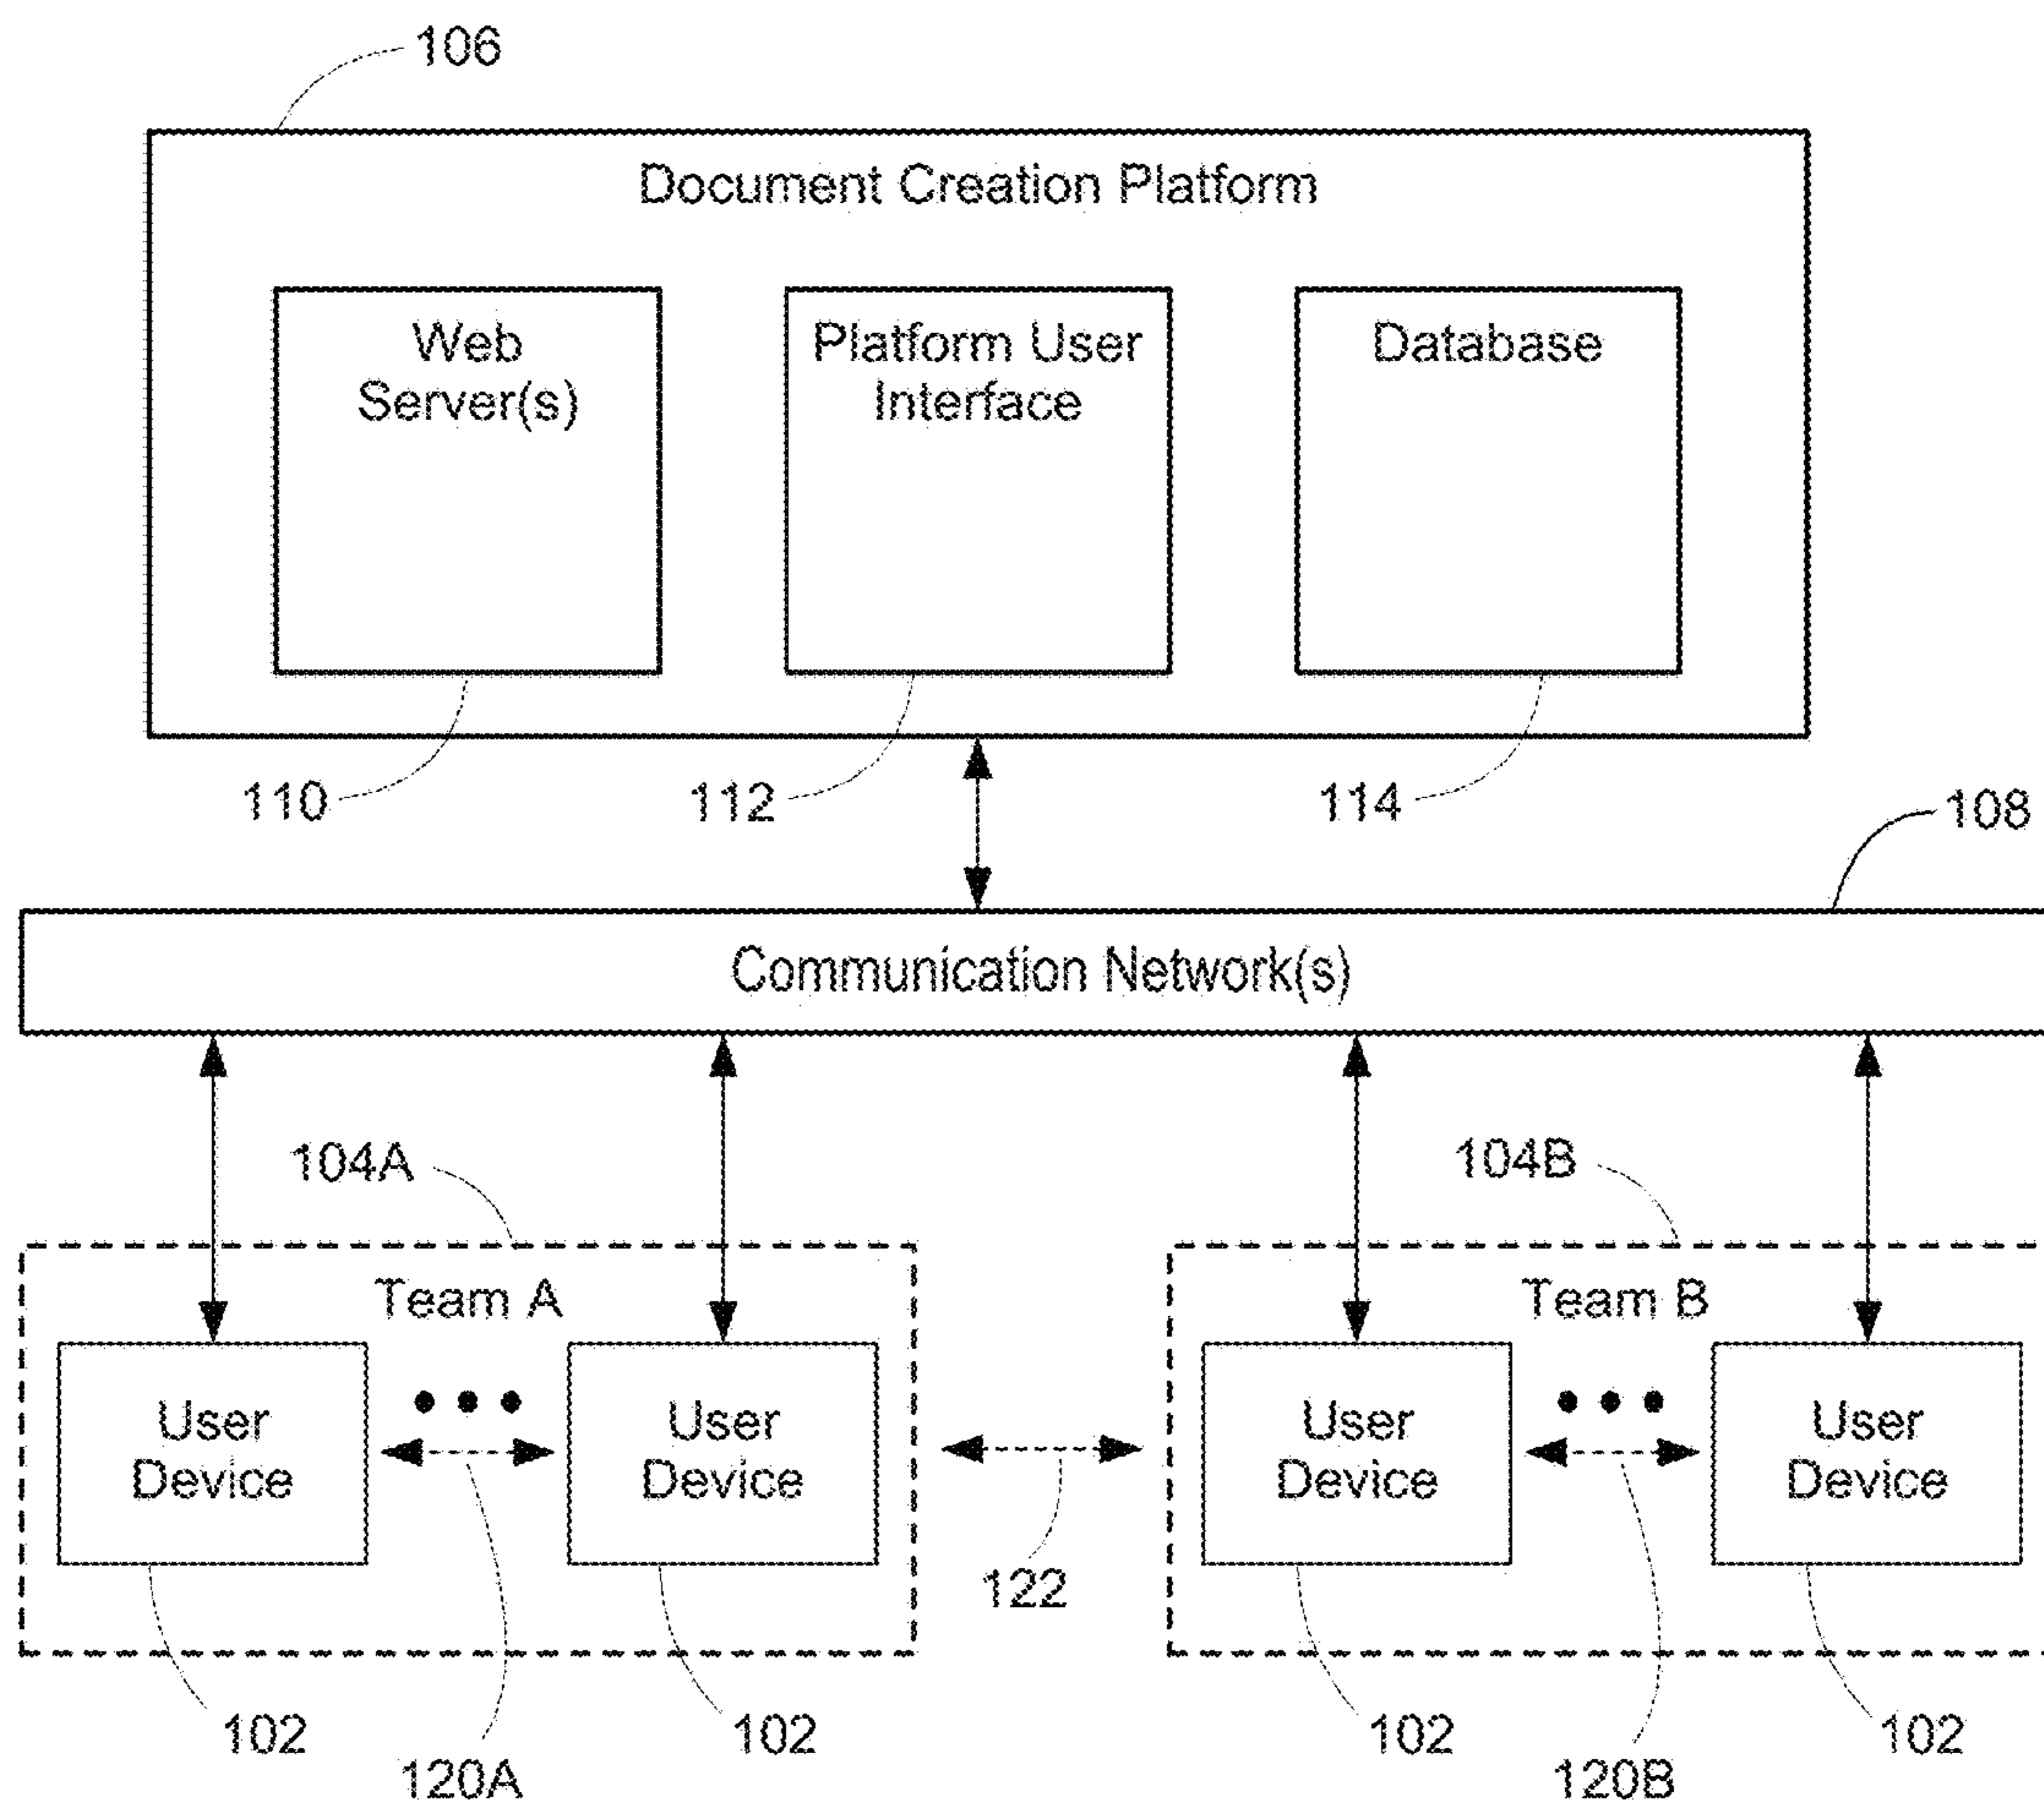 106
Document Creation Platform
Web
Server(s)
Platform User
Interface
Database
110
112
114
108
Communication Network(s)
104A
104B
Team A
Team B
User
Device
User
Device
User
Device
User
Device
122
102
120A
102
102
120B
102